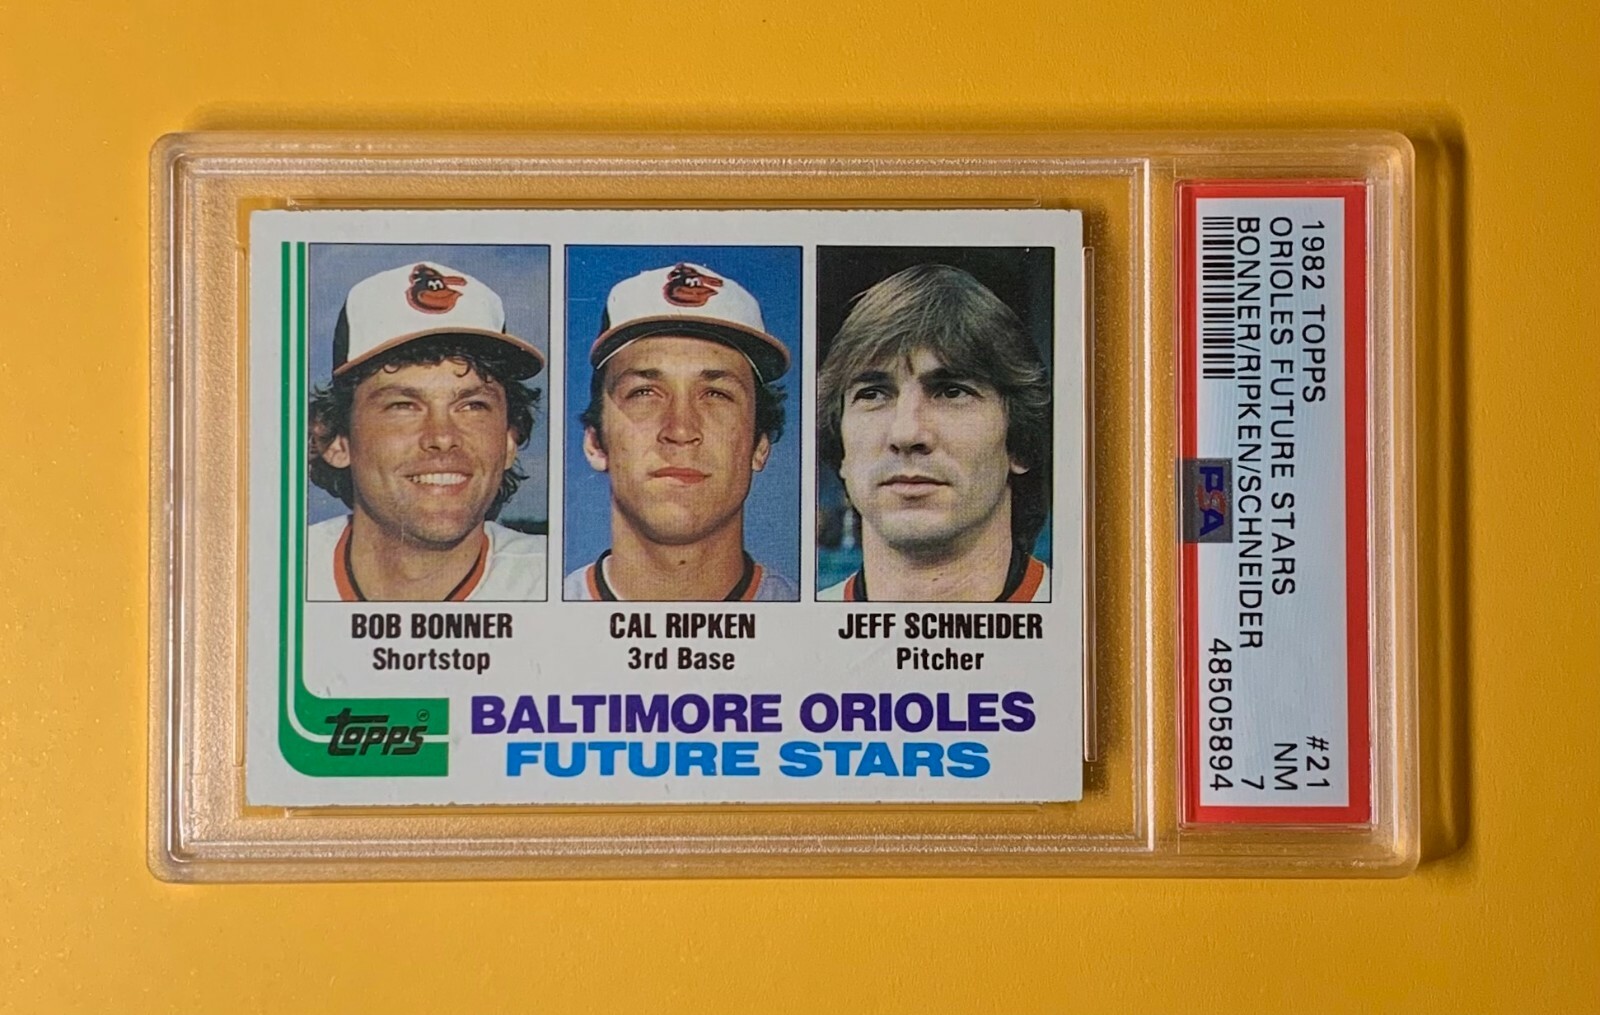 BOB BONNER
Shortstop
CAL RIPKEN
3rd Base
JEFF SCHNEIDER
Pitcher
Topps
BALTIMORE ORIOLES
FUTURE STARS
1982 TOPPS #21
ORIOLES FUTURE STARS NM
BONNER/RIPKEN/SCHNEIDER 7
48505894
PSA